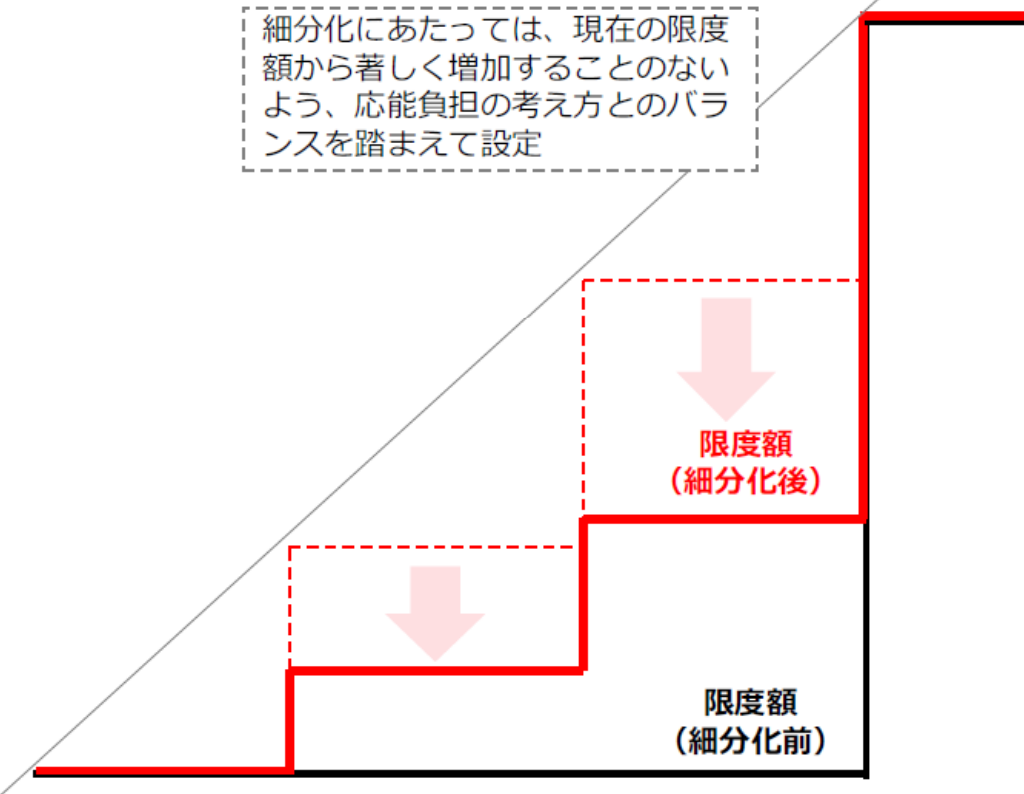 細分化にあたっては、現在の限度
額から著しく増加することのない
よう、応能負担の考え方とのバラ
ンスを踏まえて設定
限度額
（細分化後）
限度額
（細分化前）